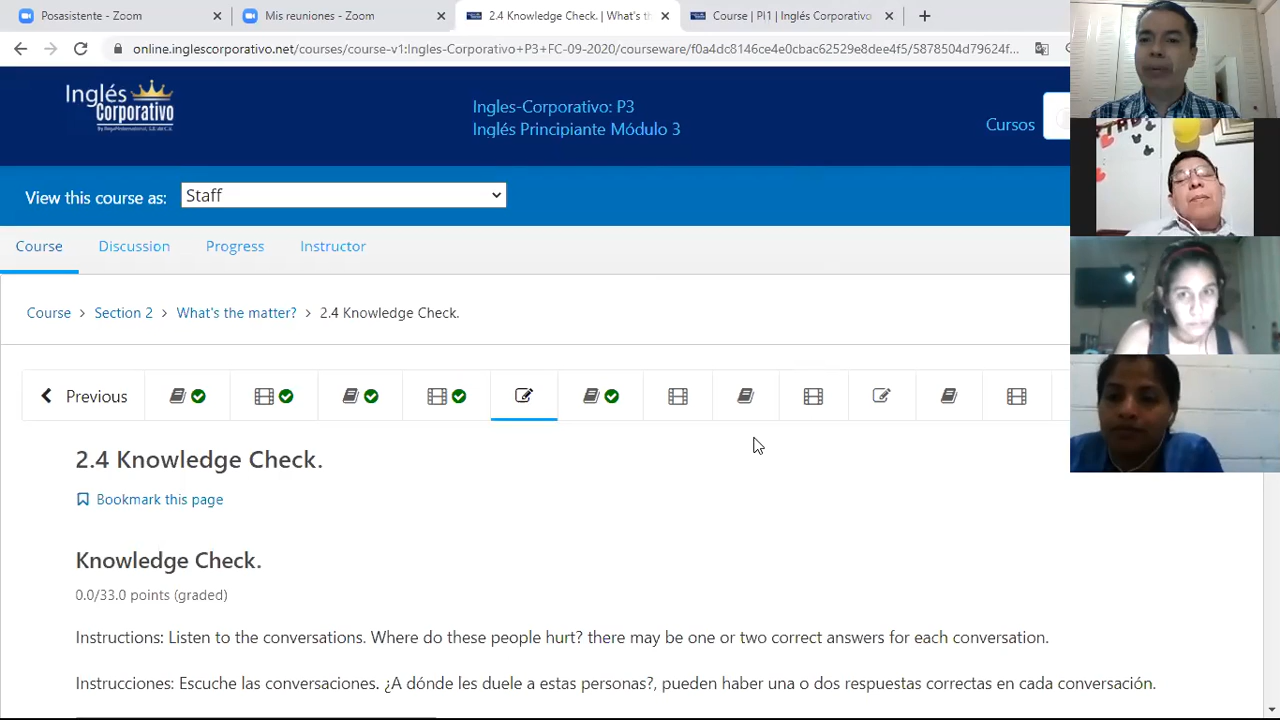 Posasistente - Zoom
Mis reuniones - Zoom
2.4 Knowledge Check. | What's th
Course | PI1 | Inglés Corporativo
online.inglescorporativo.net/courses/course-v1:Ingles-Corporativo+P3+FC-09-2020/courseware/f0a4dc8146ce4e0cbac62529e8dee4f5/5878504d79624f...
Inglés
Corporativo
Ingles-Corporativo: P3
Inglés Principiante Módulo 3
Cursos
View this course as:
Staff
Course
Discussion
Progress
Instructor
Course > Section 2 > What's the matter? > 2.4 Knowledge Check.
Previous
2.4 Knowledge Check.
Bookmark this page
Knowledge Check.
0.0/33.0 points (graded)
Instructions: Listen to the conversations. Where do these people hurt? there may be one or two correct answers for each conversation.
Instrucciones: Escuche las conversaciones. ¿A dónde les duele a estas personas?, pueden haber una o dos respuestas correctas en cada conversación.